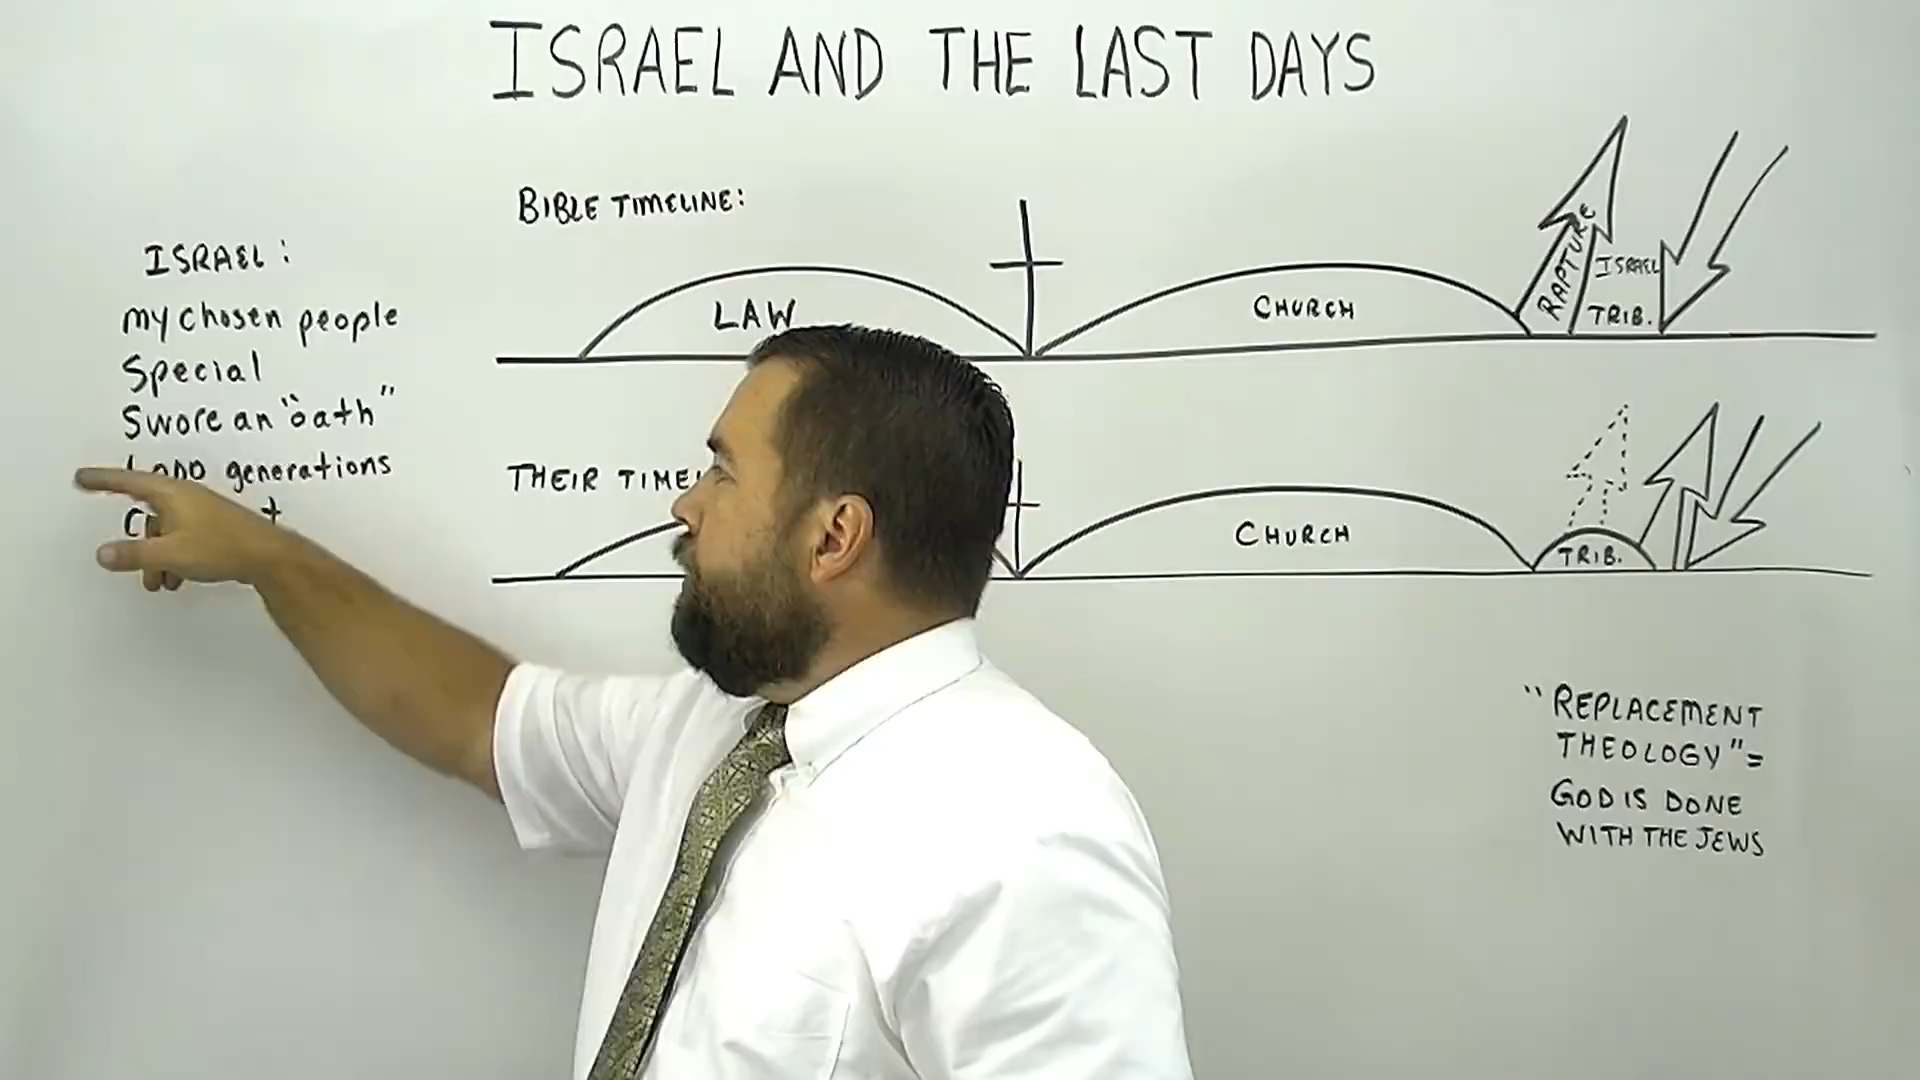 ISRAEL AND THE LAST DAYS
BIBLE TIMELINE:
LAW
CHURCH
RAPTURE
ISRAEL
TRIB.
ISRAEL:
my chosen people
Special
Swore an "oath"
generations
THEIR
CHURCH
TRIB.
"REPLACEMENT
THEOLOGY" =
GOD IS DONE
WITH THE JEWS